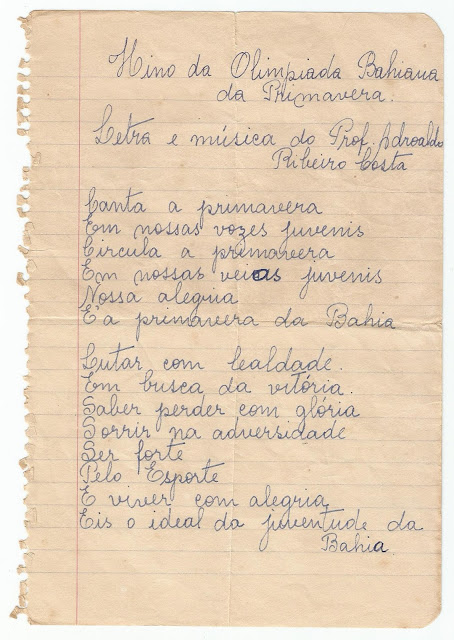 Hino da Olimpiada Bahiana
da Primavera.
Letra e música do Prof. Adroaldo
Ribeiro Costa
Canta a primavera
Em nossas vozes juvenis
Circula a primavera
Em nossas veias juvenis
Nossa alegria
E'a primavera da Bahia
Lutar com lealdade.
Em busca da vitória.
Saber perder com glória
Sorrir na adversidade
Ser forte
Pelo Esporte
E viver com alegria
Eis o ideal da juventude da
Bahia.